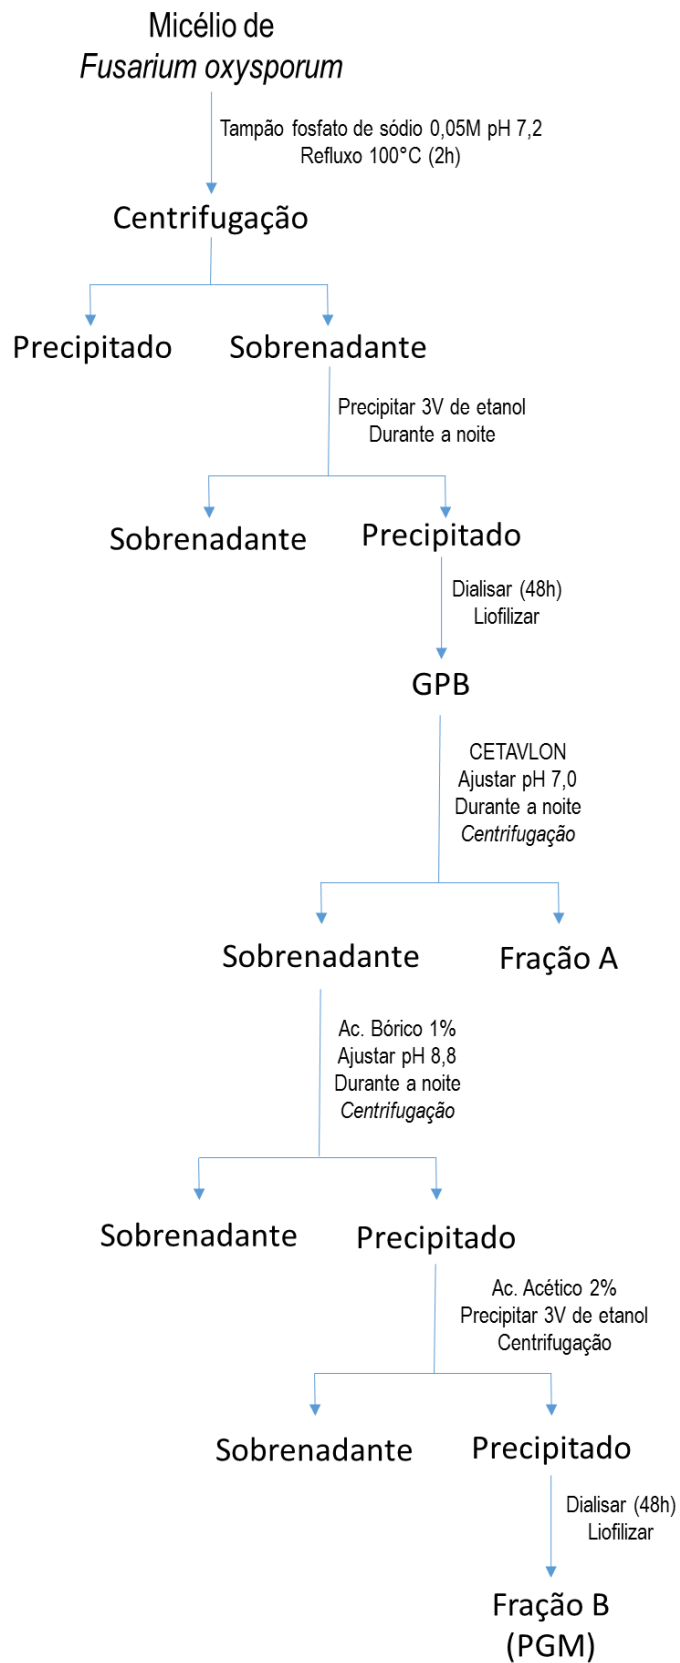 Micélio de
Fusarium oxysporum
Tampão fosfato de sódio 0,05M pH 7,2
Refluxo 100°C (2h)
Centrifugação
Precipitado
Sobrenadante
Precipitar 3V de etanol
Durante a noite
Sobrenadante
Precipitado
Dialisar (48h)
Liofilizar
GPB
CETAVLON
Ajustar pH 7,0
Durante a noite
Centrifugação
Sobrenadante
Fração A
Ac. Bórico 1%
Ajustar pH 8,8
Durante a noite
Centrifugação
Sobrenadante
Precipitado
Ac. Acético 2%
Precipitar 3V de etanol
Centrifugação
Sobrenadante
Precipitado
Dialisar (48h)
Liofilizar
Fração B
(PGM)